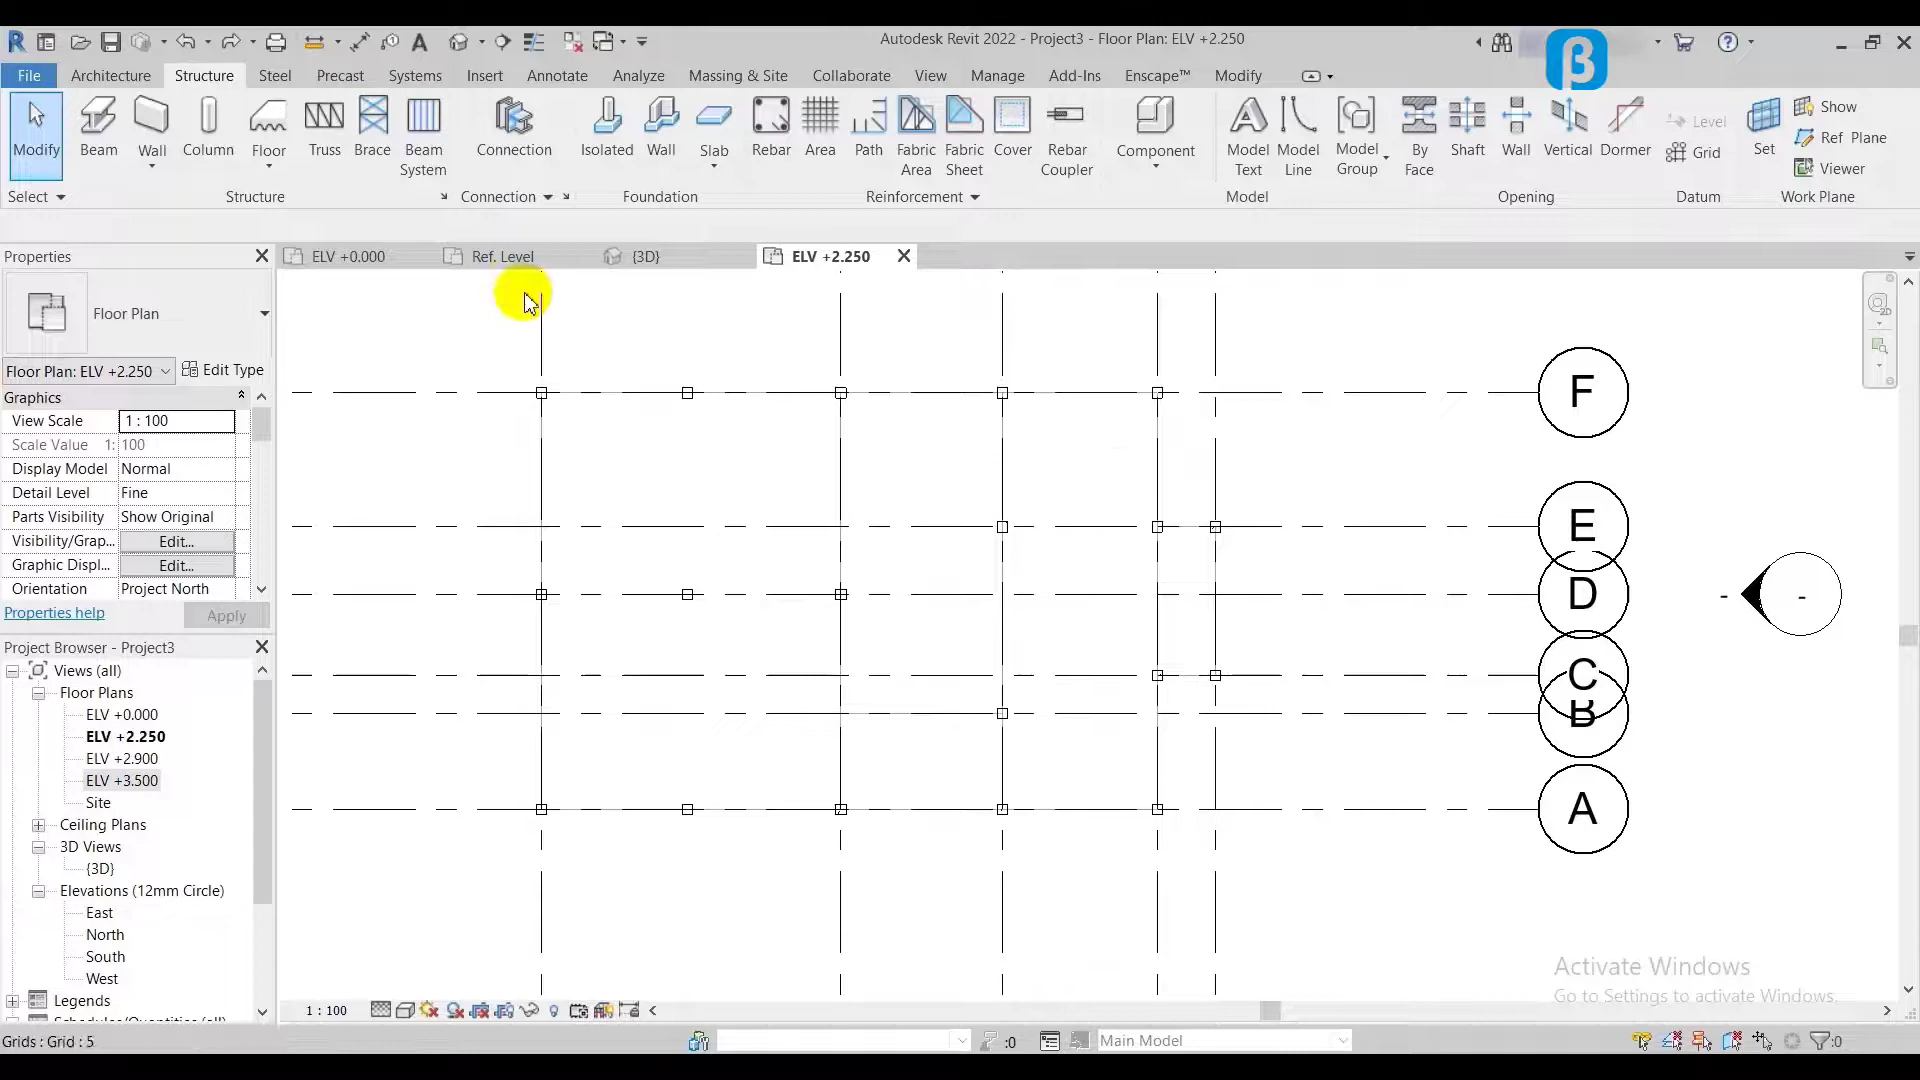 Autodesk Revit 2022 - Project3 - Floor Plan: ELV +2.250
β
File Architecture Structure Steel Precast Systems Insert Annotate Analyze Massing & Site Collaborate View Manage Add-Ins Enscape™ Modify
Modify Beam Wall Column Floor Truss Brace Beam System Connection Isolated Wall Slab Rebar Area Path Fabric Area Fabric Sheet Cover Rebar Coupler Component Model Text Model Line Model Group By Face Shaft Wall Vertical Dormer Level Grid Set Show Ref Plane Viewer
Select Structure Connection Foundation Reinforcement Model Opening Datum Work Plane
Properties
ELV +0.000 Ref. Level {3D} ELV +2.250
Floor Plan
Floor Plan: ELV +2.250 Edit Type
Graphics
View Scale 1 : 100
Scale Value 1: 100
Display Model Normal
Detail Level Fine
Parts Visibility Show Original
Visibility/Grap... Edit...
Graphic Displ... Edit...
Orientation Project North
Properties help Apply
Project Browser - Project3
Views (all)
Floor Plans
ELV +0.000
ELV +2.250
ELV +2.900
ELV +3.500
Site
Ceiling Plans
3D Views
{3D}
Elevations (12mm Circle)
East
North
South
West
Legends
Schedules/Quantities (all)
F
E
D
- -
C
B
A
2D
Activate Windows
Go to Settings to activate Windows.
1 : 100
Grids : Grid : 5 :0 Main Model :0